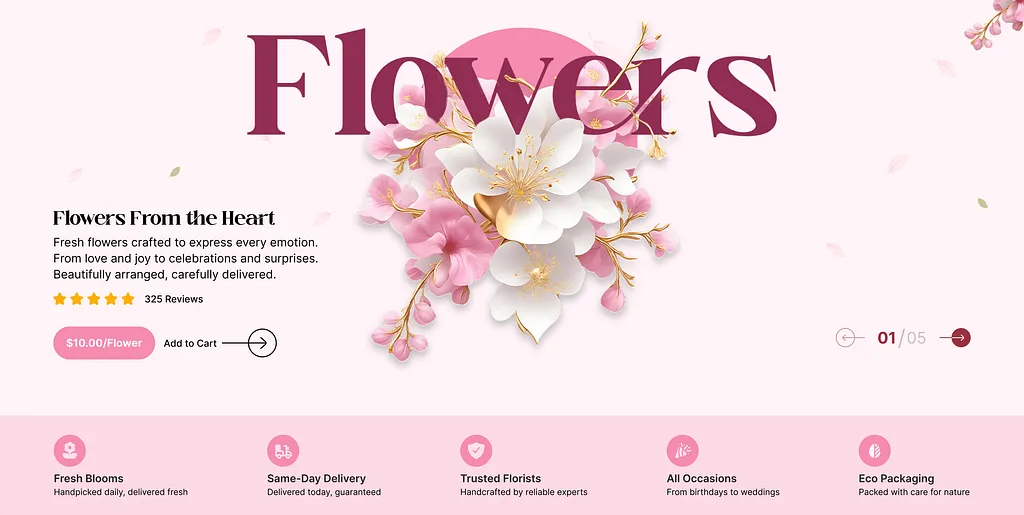 Flowers
Flowers From the Heart
Fresh flowers crafted to express every emotion.
From love and joy to celebrations and surprises.
Beautifully arranged, carefully delivered.
325 Reviews
$10.00/Flower
Add to Cart
01/05
Fresh Blooms
Handpicked daily, delivered fresh
Same-Day Delivery
Delivered today, guaranteed
Trusted Florists
Handcrafted by reliable experts
All Occasions
From birthdays to weddings
Eco Packaging
Packed with care for nature